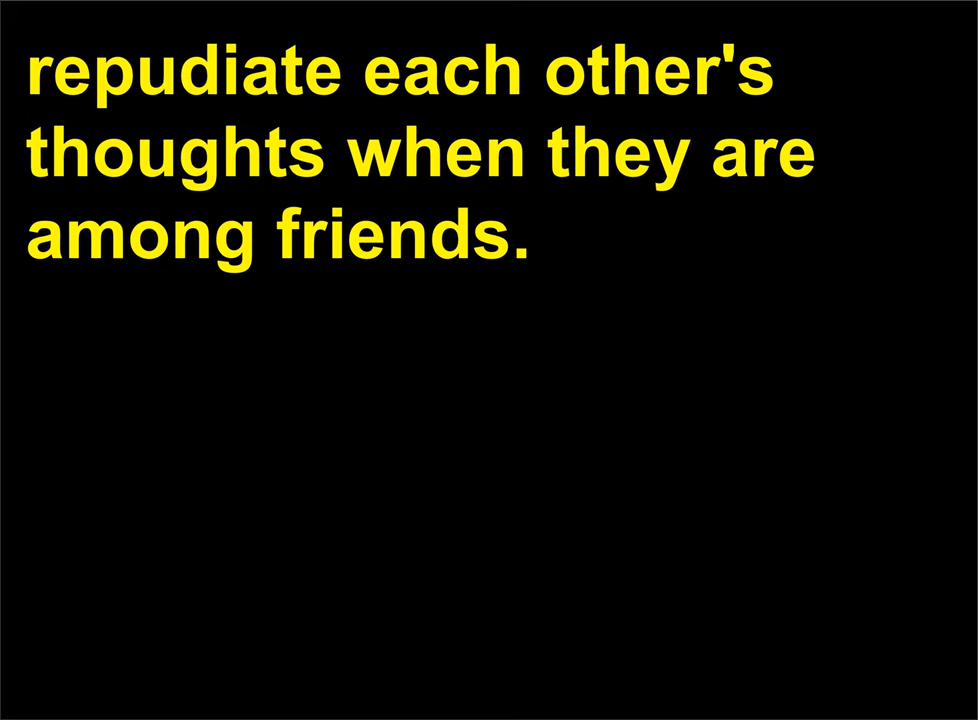 repudiate each other's
thoughts when they are
among friends.